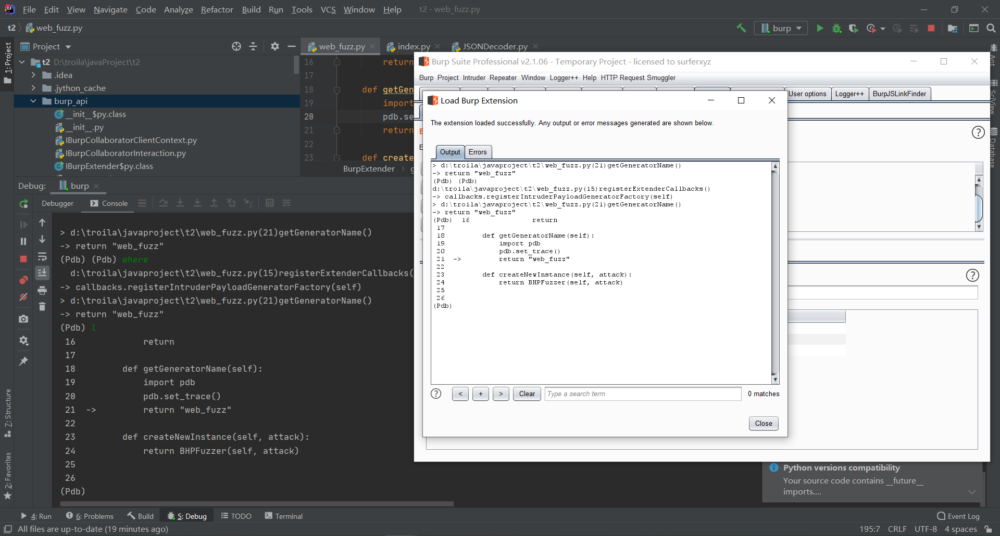 File Edit View Navigate Code Analyze Refactor Build Run Tools VCS Window Help t2 - web_fuzz.py
t2 web_fuzz.py
burp
1: Project
Project
web_fuzz.py
index.py
JSONDecoder.py
t2 D:\troila\javaProject\t2
.idea
.jython_cache
burp_api
__init__$py.class
__init__.py
IBurpCollaboratorClientContext.py
IBurpCollaboratorInteraction.py
IBurpExtender$py.class
16 return
17
18 def getGen
19 import
20 pdb.se
21 return
22
23 def create
BurpExtender
Ant
SciView
Database
Burp Suite Professional v2.1.06 - Temporary Project - licensed to surferxyz
Burp Project Intruder Repeater Window Logger++ Help HTTP Request Smuggler
User options Logger++ BurpJSLinkFinder
Load Burp Extension
The extension loaded successfully. Any output or error messages generated are shown below.
Output Errors
> d:\troila\javaproject\t2\web_fuzz.py(21)getGeneratorName()
-> return "web_fuzz"
(Pdb) (Pdb)
d:\troila\javaproject\t2\web_fuzz.py(15)registerExtenderCallbacks()
-> callbacks.registerIntruderPayloadGeneratorFactory(self)
> d:\troila\javaproject\t2\web_fuzz.py(21)getGeneratorName()
-> return "web_fuzz"
(Pdb) 16 return
17
18 def getGeneratorName(self):
19 import pdb
20 pdb.set_trace()
21 -> return "web_fuzz"
22
23 def createNewInstance(self, attack):
24 return BHPFuzzer(self, attack)
25
26
(Pdb)
? < + > Clear Type a search term 0 matches
Close
Debug: burp
Debugger Console
> d:\troila\javaproject\t2\web_fuzz.py(21)getGeneratorName()
-> return "web_fuzz"
(Pdb) (Pdb) where
d:\troila\javaproject\t2\web_fuzz.py(15)registerExtenderCallbacks(
-> callbacks.registerIntruderPayloadGeneratorFactory(self)
> d:\troila\javaproject\t2\web_fuzz.py(21)getGeneratorName()
-> return "web_fuzz"
(Pdb) l
16 return
17
18 def getGeneratorName(self):
19 import pdb
20 pdb.set_trace()
21 -> return "web_fuzz"
22
23 def createNewInstance(self, attack):
24 return BHPFuzzer(self, attack)
25
26
(Pdb)
7: Structure
2: Favorites
Python versions compatibility
Your source code contains __future__
imports....
4: Run 6: Problems Build 5: Debug TODO Terminal Event Log
All files are up-to-date (19 minutes ago) 195:7 CRLF UTF-8 4 spaces